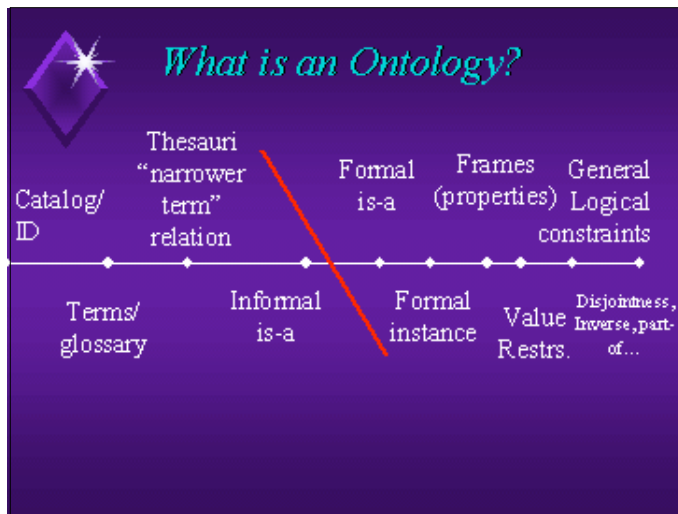 What is an Ontology?
Catalog/
ID
Thesauri
“narrower
term”
relation
Formal
is-a
Frames
(properties)
General
Logical
constraints
Terms/
glossary
Informal
is-a
Formal
instance
Value
Restrs.
Disjointness,
Inverse,part-
of...